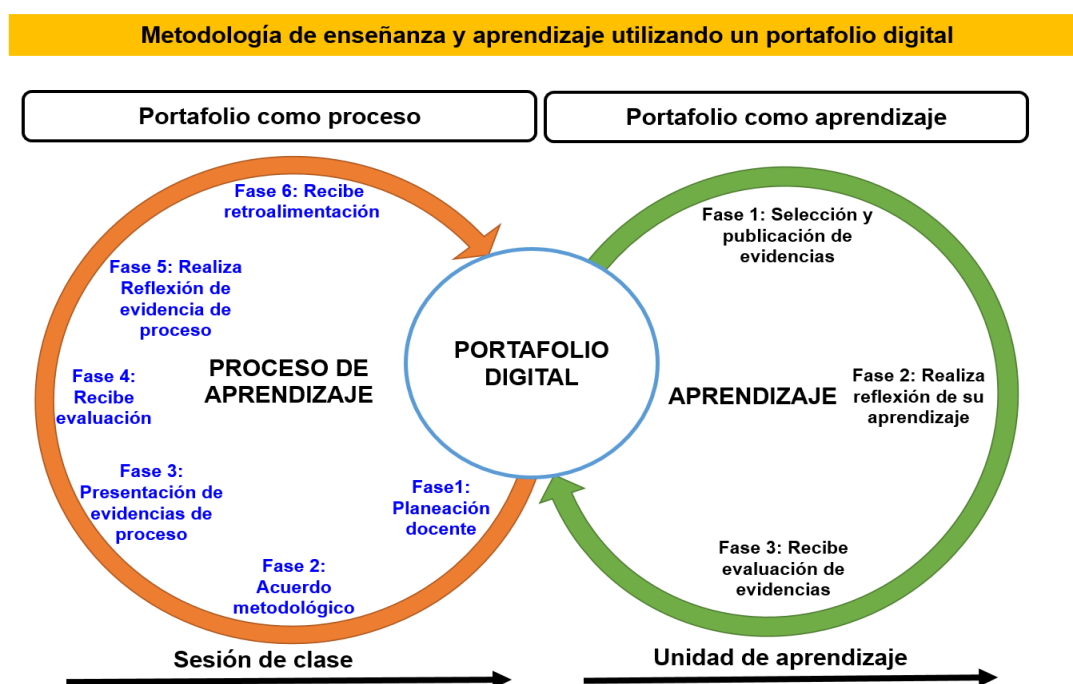 Metodología de enseñanza y aprendizaje utilizando un portafolio digital
Portafolio como proceso
Portafolio como aprendizaje
Fase 6: Recibe
retroalimentación
Fase 5: Realiza
Reflexión de
evidencia de
proceso
Fase 4:
Recibe
evaluación
Fase 3:
Presentación de
evidencias de
proceso
Fase 2:
Acuerdo
metodológico
Fase1:
Planeación
docente
PROCESO DE
APRENDIZAJE
PORTAFOLIO
DIGITAL
APRENDIZAJE
Fase 1: Selección y
publicación de
evidencias
Fase 2: Realiza
reflexión de su
aprendizaje
Fase 3: Recibe
evaluación de
evidencias
Sesión de clase
Unidad de aprendizaje